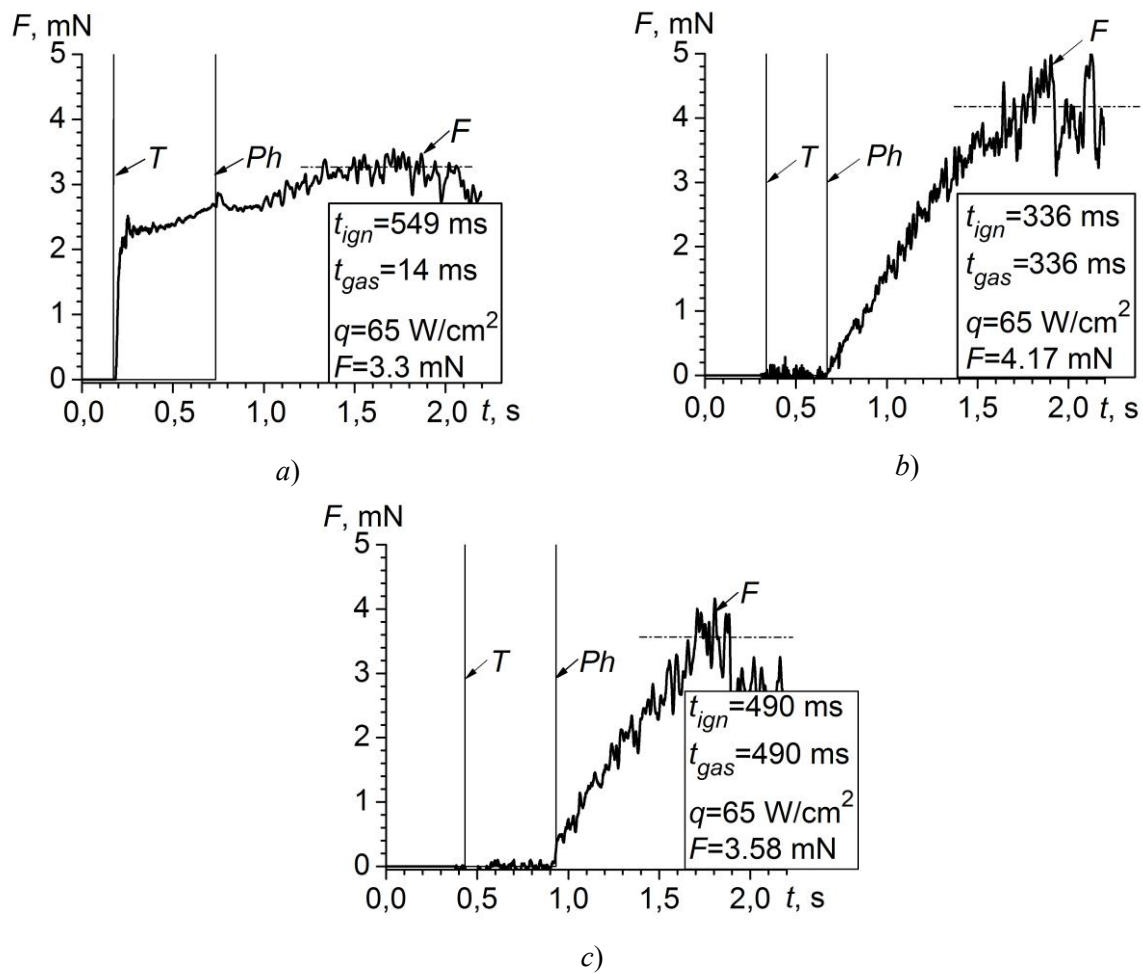 F, mN
5
4
3
2
1
0
T
Ph
F
t_ign=549 ms
t_gas=14 ms
q=65 W/cm²
F=3.3 mN
0,0 0,5 1,0 1,5 2,0 t, s
a)
F, mN
5
4
3
2
1
0
T
Ph
F
t_ign=336 ms
t_gas=336 ms
q=65 W/cm²
F=4.17 mN
0,0 0,5 1,0 1,5 2,0 t, s
b)
F, mN
5
4
3
2
1
0
T
Ph
F
t_ign=490 ms
t_gas=490 ms
q=65 W/cm²
F=3.58 mN
0,0 0,5 1,0 1,5 2,0 t, s
c)